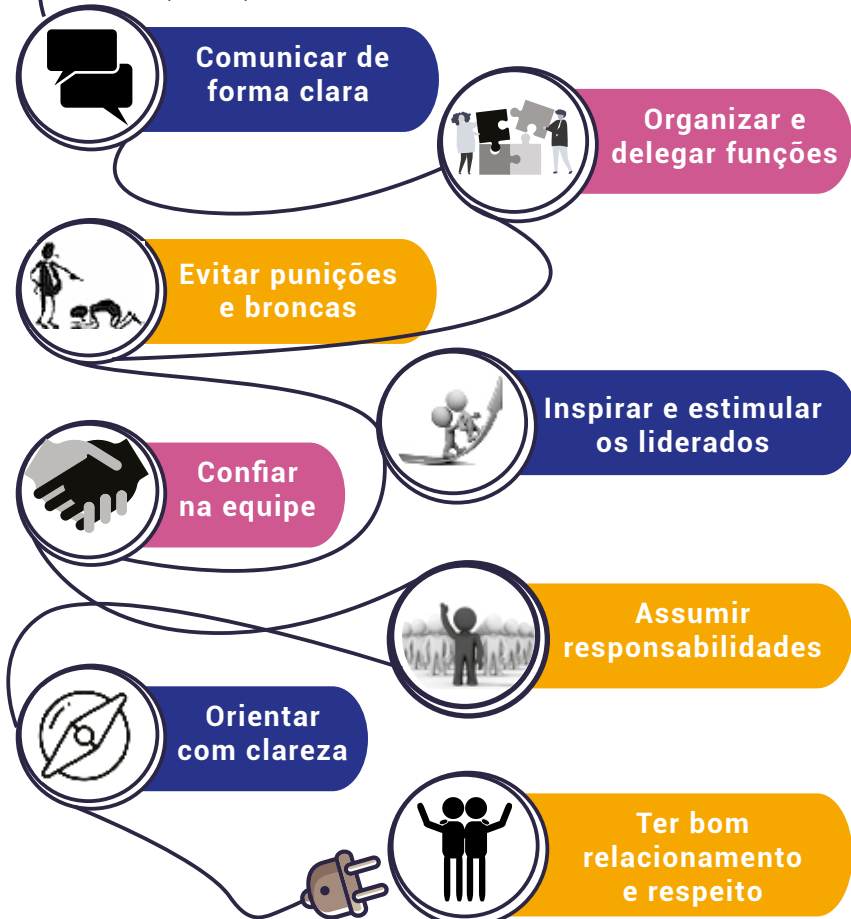 Comunicar de
forma clara
Organizar e
delegar funções
Evitar punições
e broncas
Inspirar e estimular
os liderados
Confiar
na equipe
Assumir
responsabilidades
Orientar
com clareza
Ter bom
relacionamento
e respeito